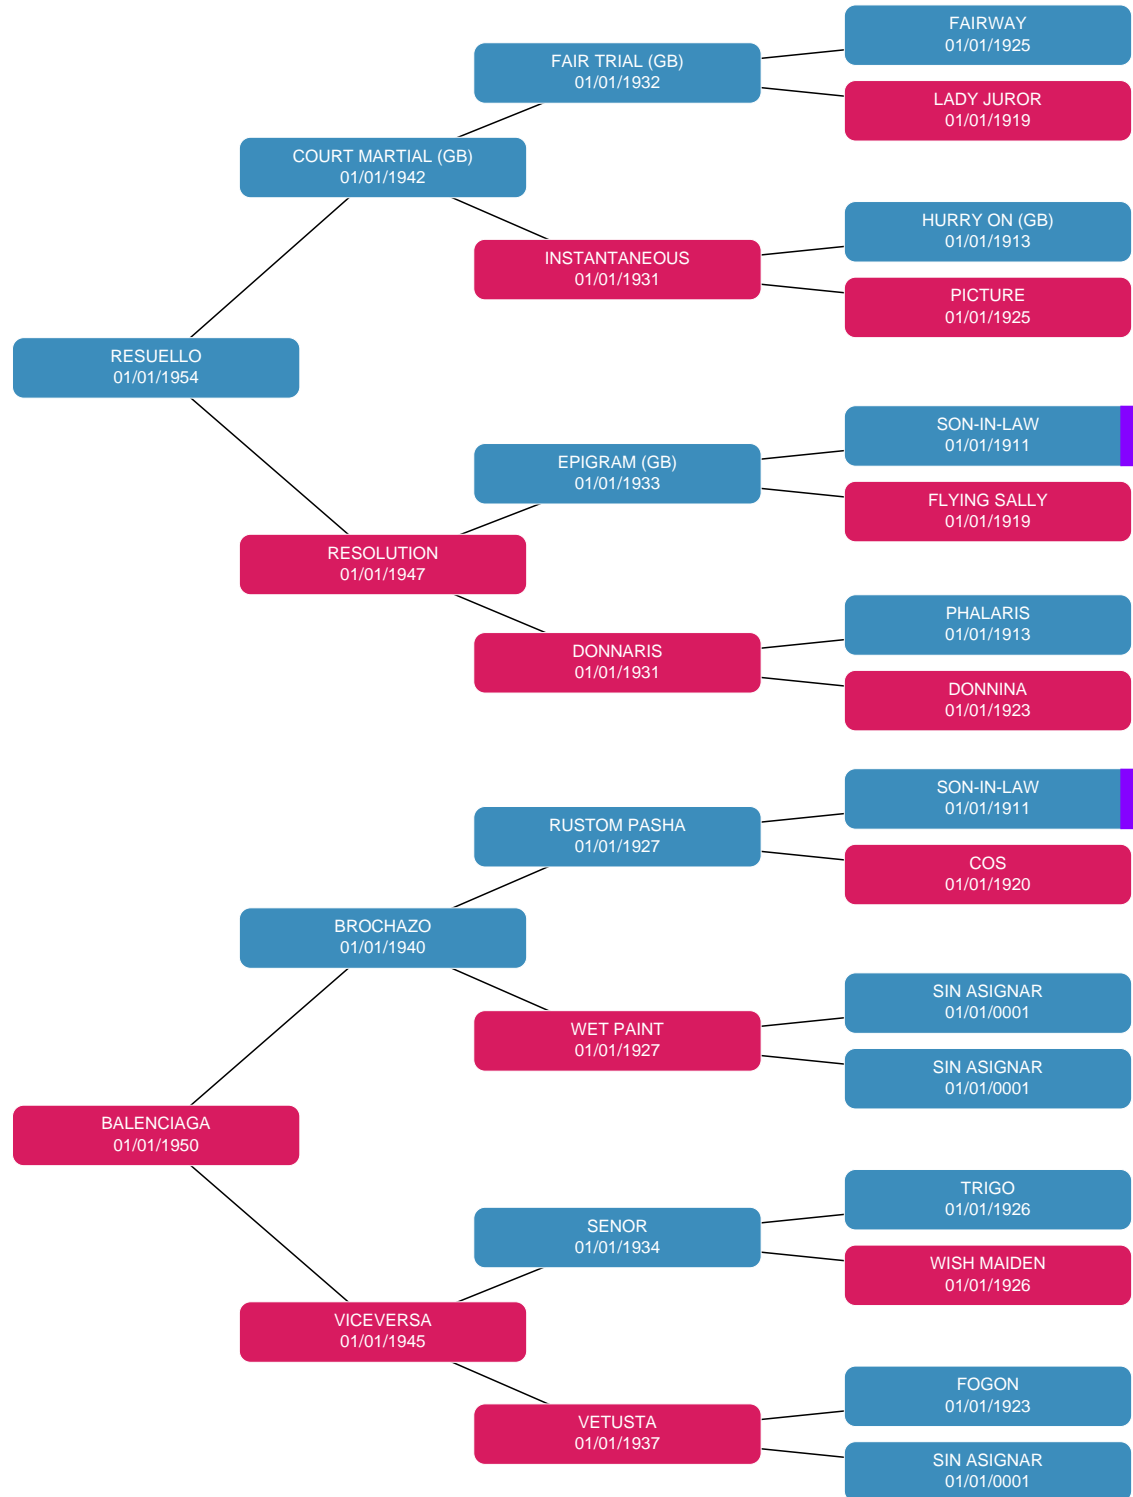 FAIRWAY
01/01/1925
FAIR TRIAL (GB)
01/01/1932
LADY JUROR
01/01/1919
COURT MARTIAL (GB)
01/01/1942
HURRY ON (GB)
01/01/1913
INSTANTANEOUS
01/01/1931
PICTURE
01/01/1925
RESUELLO
01/01/1954
SON-IN-LAW
01/01/1911
EPIGRAM (GB)
01/01/1933
FLYING SALLY
01/01/1919
RESOLUTION
01/01/1947
PHALARIS
01/01/1913
DONNARIS
01/01/1931
DONNINA
01/01/1923
SON-IN-LAW
01/01/1911
RUSTOM PASHA
01/01/1927
COS
01/01/1920
BROCHAZO
01/01/1940
SIN ASIGNAR
01/01/0001
WET PAINT
01/01/1927
SIN ASIGNAR
01/01/0001
BALENCIAGA
01/01/1950
TRIGO
01/01/1926
SENOR
01/01/1934
WISH MAIDEN
01/01/1926
VICEVERSA
01/01/1945
FOGON
01/01/1923
VETUSTA
01/01/1937
SIN ASIGNAR
01/01/0001